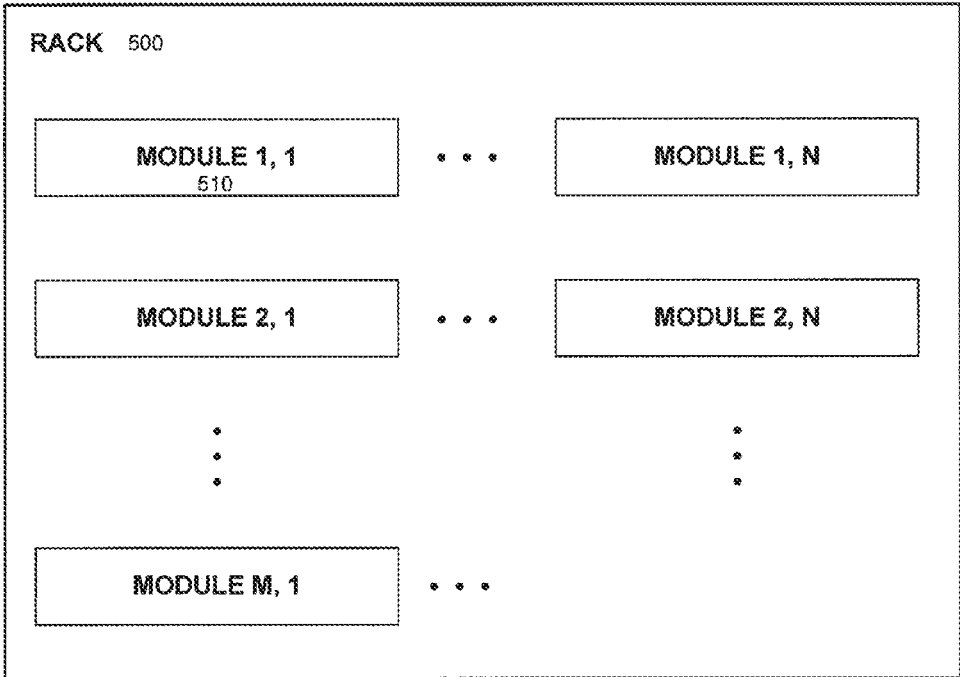 RACK 500
MODULE 1, 1
510
• • •
MODULE 1, N
MODULE 2, 1
• • •
MODULE 2, N
MODULE M, 1
• • •